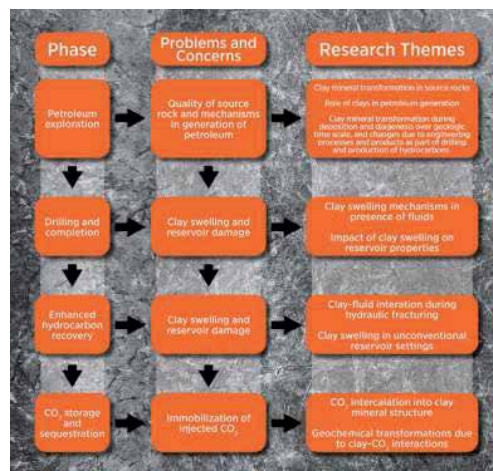 Phase
Problems and
Concerns
Research Themes
Petroleum
exploration
Quality of source
rock and mechanisms
in generation of
petroleum
Clay mineral transformation in source rocks
Role of clays in petroleum generation
Clay mineral transformation during
deposition and diagenesis over geologic
time scale, and changes due to engineering
processes and products as part of drilling
and production of hydrocarbons.
Drilling and
completion
Clay swelling and
reservoir damage
Clay swelling mechanisms in
presence of fluids
Impact of clay swelling on
reservoir properties
Enhanced
hydrocarbon
recovery
Clay swelling and
reservoir damage
Clay-fluid interation during
hydraulic fracturing
Clay swelling in unconventional
reservoir settings
CO₂ storage
and
sequestration
Immobilization of
injected CO₂
CO₂ intercalation into clay
mineral structure
Geochemical transformations due
to clay-CO₂ interactions